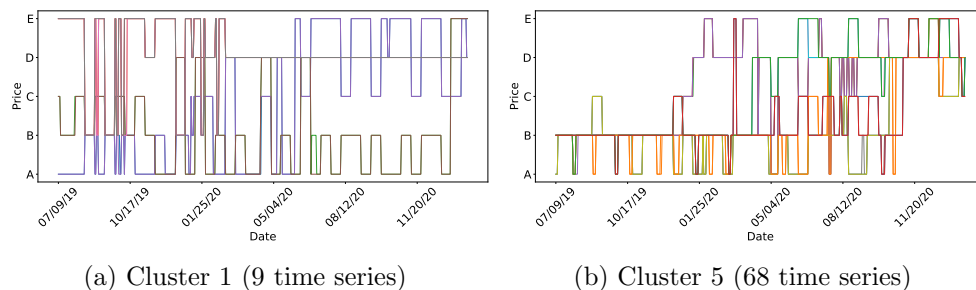 E
D
C
B
A
Price
07/09/19
10/17/19
01/25/20
05/04/20
08/12/20
11/20/20
Date
(a) Cluster 1 (9 time series)
E
D
C
B
A
Price
07/09/19
10/17/19
01/25/20
05/04/20
08/12/20
11/20/20
Date
(b) Cluster 5 (68 time series)